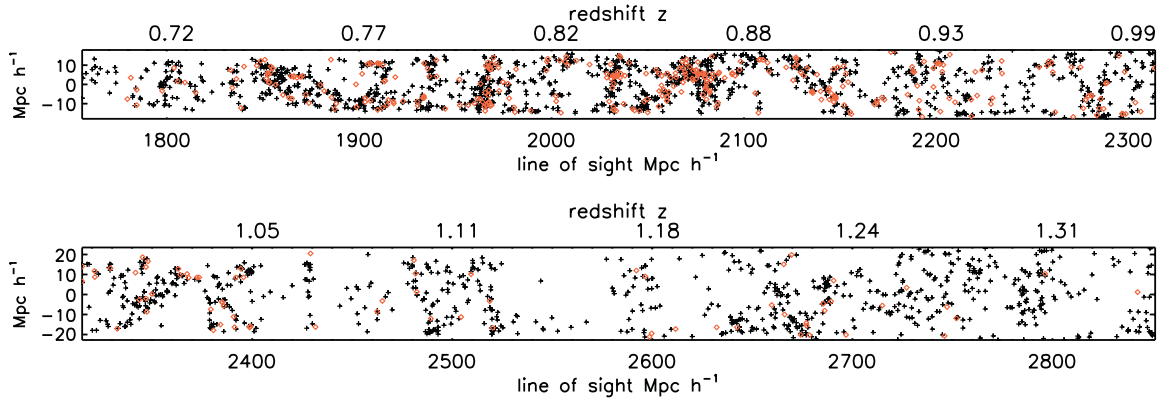 redshift z
0.72 0.77 0.82 0.88 0.93 0.99
Mpc h⁻¹
10
0
−10
1800 1900 2000 2100 2200 2300
line of sight Mpc h⁻¹
redshift z
1.05 1.11 1.18 1.24 1.31
Mpc h⁻¹
20
10
0
−10
−20
2400 2500 2600 2700 2800
line of sight Mpc h⁻¹